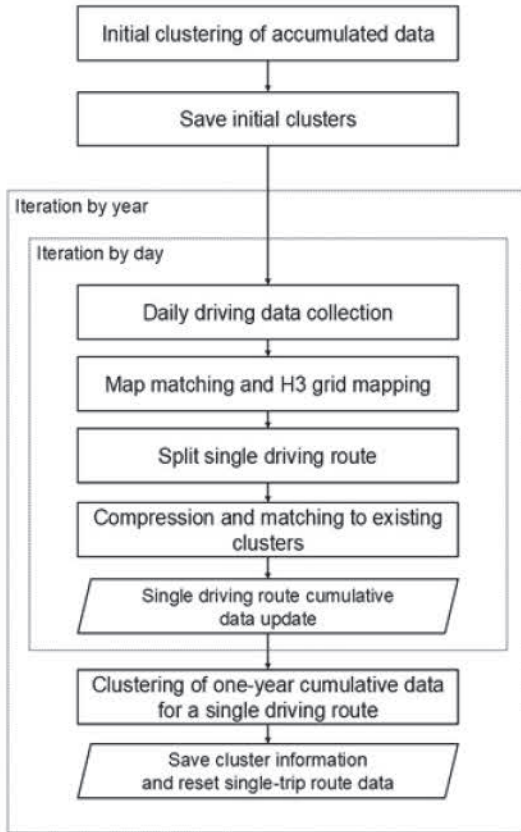 Initial clustering of accumulated data
Save initial clusters
Iteration by year
Iteration by day
Daily driving data collection
Map matching and H3 grid mapping
Split single driving route
Compression and matching to existing
clusters
Single driving route cumulative
data update
Clustering of one-year cumulative data
for a single driving route
Save cluster information
and reset single-trip route data